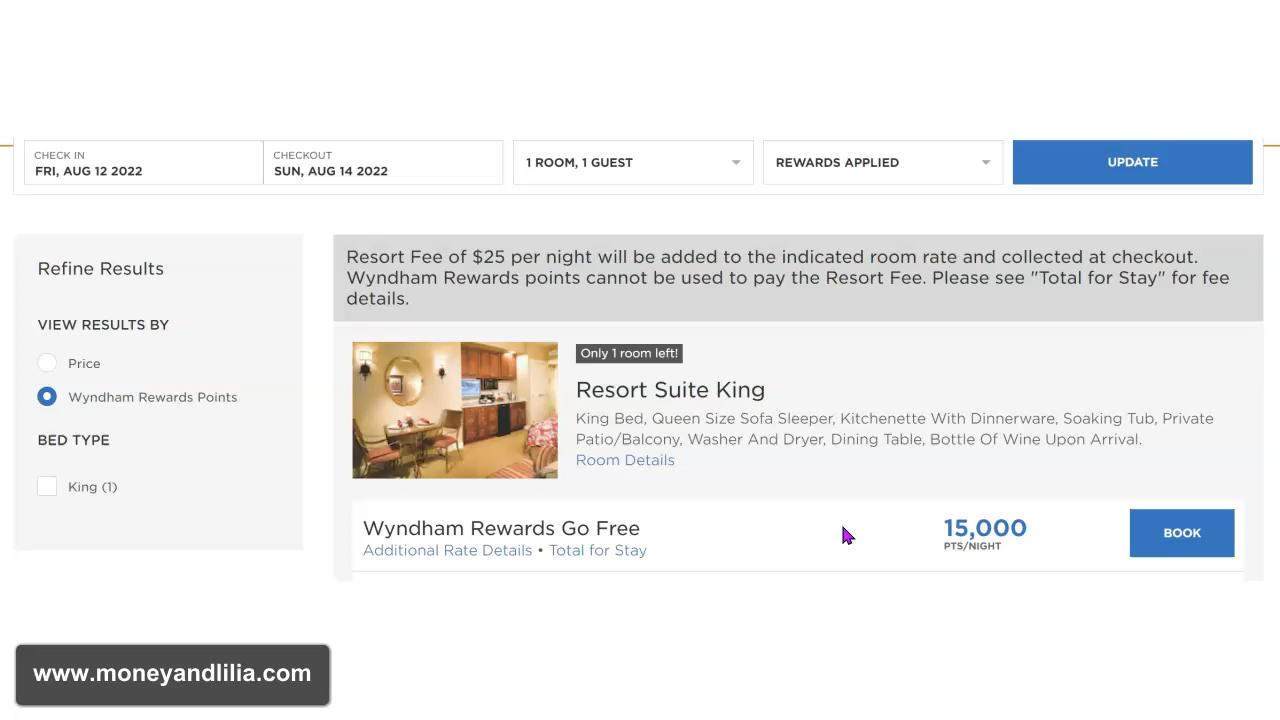 CHECK IN
FRI, AUG 12 2022
CHECKOUT
SUN, AUG 14 2022
1 ROOM, 1 GUEST
REWARDS APPLIED
UPDATE
Refine Results
VIEW RESULTS BY
Price
Wyndham Rewards Points
BED TYPE
King (1)
Resort Fee of $25 per night will be added to the indicated room rate and collected at checkout.
Wyndham Rewards points cannot be used to pay the Resort Fee. Please see "Total for Stay" for fee
details.
Only 1 room left!
Resort Suite King
King Bed, Queen Size Sofa Sleeper, Kitchenette With Dinnerware, Soaking Tub, Private
Patio/Balcony, Washer And Dryer, Dining Table, Bottle Of Wine Upon Arrival.
Room Details
Wyndham Rewards Go Free
Additional Rate Details • Total for Stay
15,000
PTS/NIGHT
BOOK
www.moneyandlilia.com